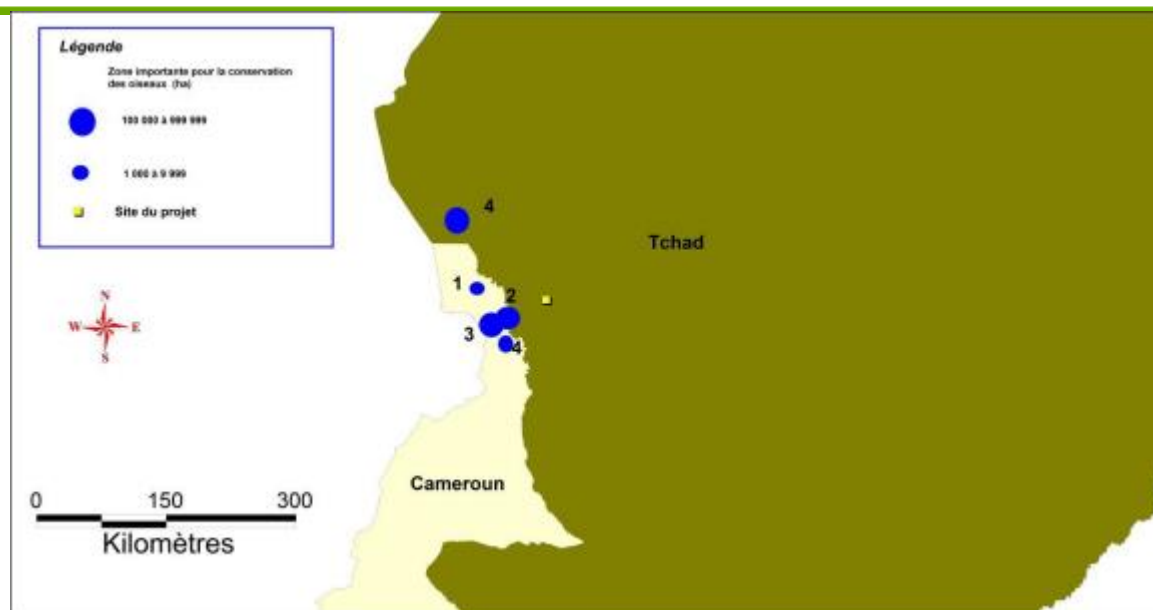 Légende
Zone importante pour la conservation
des oiseaux (ha)
100 000 à 999 999
1 000 à 9 999
Site du projet
4
Tchad
1
2
3
4
N
W E
S
Cameroun
0 150 300
Kilomètres